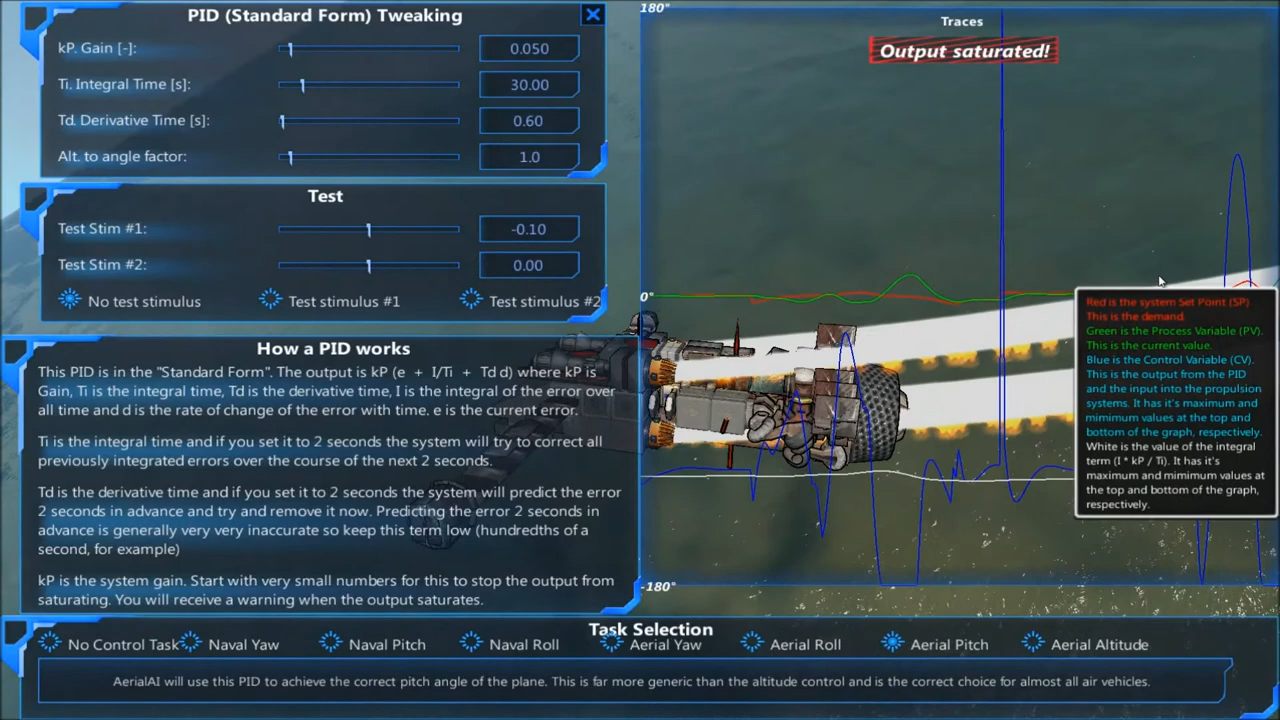 PID (Standard Form) Tweaking
kP. Gain [-]:
0.050
Ti. Integral Time [s]:
30.00
Td. Derivative Time [s]:
0.60
Alt. to angle factor:
1.0
Test
Test Stim #1:
-0.10
Test Stim #2:
0.00
No test stimulus
Test stimulus #1
Test stimulus #2
How a PID works
This PID is in the "Standard Form". The output is kP (e + I/Ti + Td d) where kP is
Gain, Ti is the integral time, Td is the derivative time, I is the integral of the error over
all time and d is the rate of change of the error with time. e is the current error.
Ti is the integral time and if you set it to 2 seconds the system will try to correct all
previously integrated errors over the course of the next 2 seconds.
Td is the derivative time and if you set it to 2 seconds the system will predict the error
2 seconds in advance and try and remove it now. Predicting the error 2 seconds in
advance is generally very very inaccurate so keep this term low (hundredths of a
second, for example)
kP is the system gain. Start with very small numbers for this to stop the output from
saturating. You will receive a warning when the output saturates.
180°
Traces
Output saturated!
0°
-180°
Red is the system Set Point (SP).
This is the demand.
Green is the Process Variable (PV).
This is the current value.
Blue is the Control Variable (CV).
This is the output from the PID
and the input into the propulsion
systems. It has it's maximum and
mimimum values at the top and
bottom of the graph, respectively.
White is the value of the integral
term (I * kP / Ti). It has it's
maximum and mimimum values at
the top and bottom of the graph,
respectively.
Task Selection
No Control Task
Naval Yaw
Naval Pitch
Naval Roll
Aerial Yaw
Aerial Roll
Aerial Pitch
Aerial Altitude
AerialAI will use this PID to achieve the correct pitch angle of the plane. This is far more generic than the altitude control and is the correct choice for almost all air vehicles.